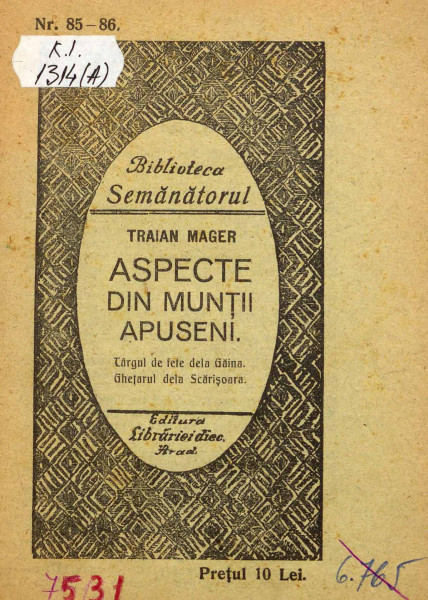 Nr. 85-86.
K.I.
1314(A)
Biblioteca
Semănătorul
TRAIAN MAGER
ASPECTE
DIN MUNȚII
APUSENI.
Târgul de fete dela Găina.
Ghețarul dela Scărișoara.
Editura
Librăriei diec.
Arad.
Prețul 10 Lei.
6.765
7531